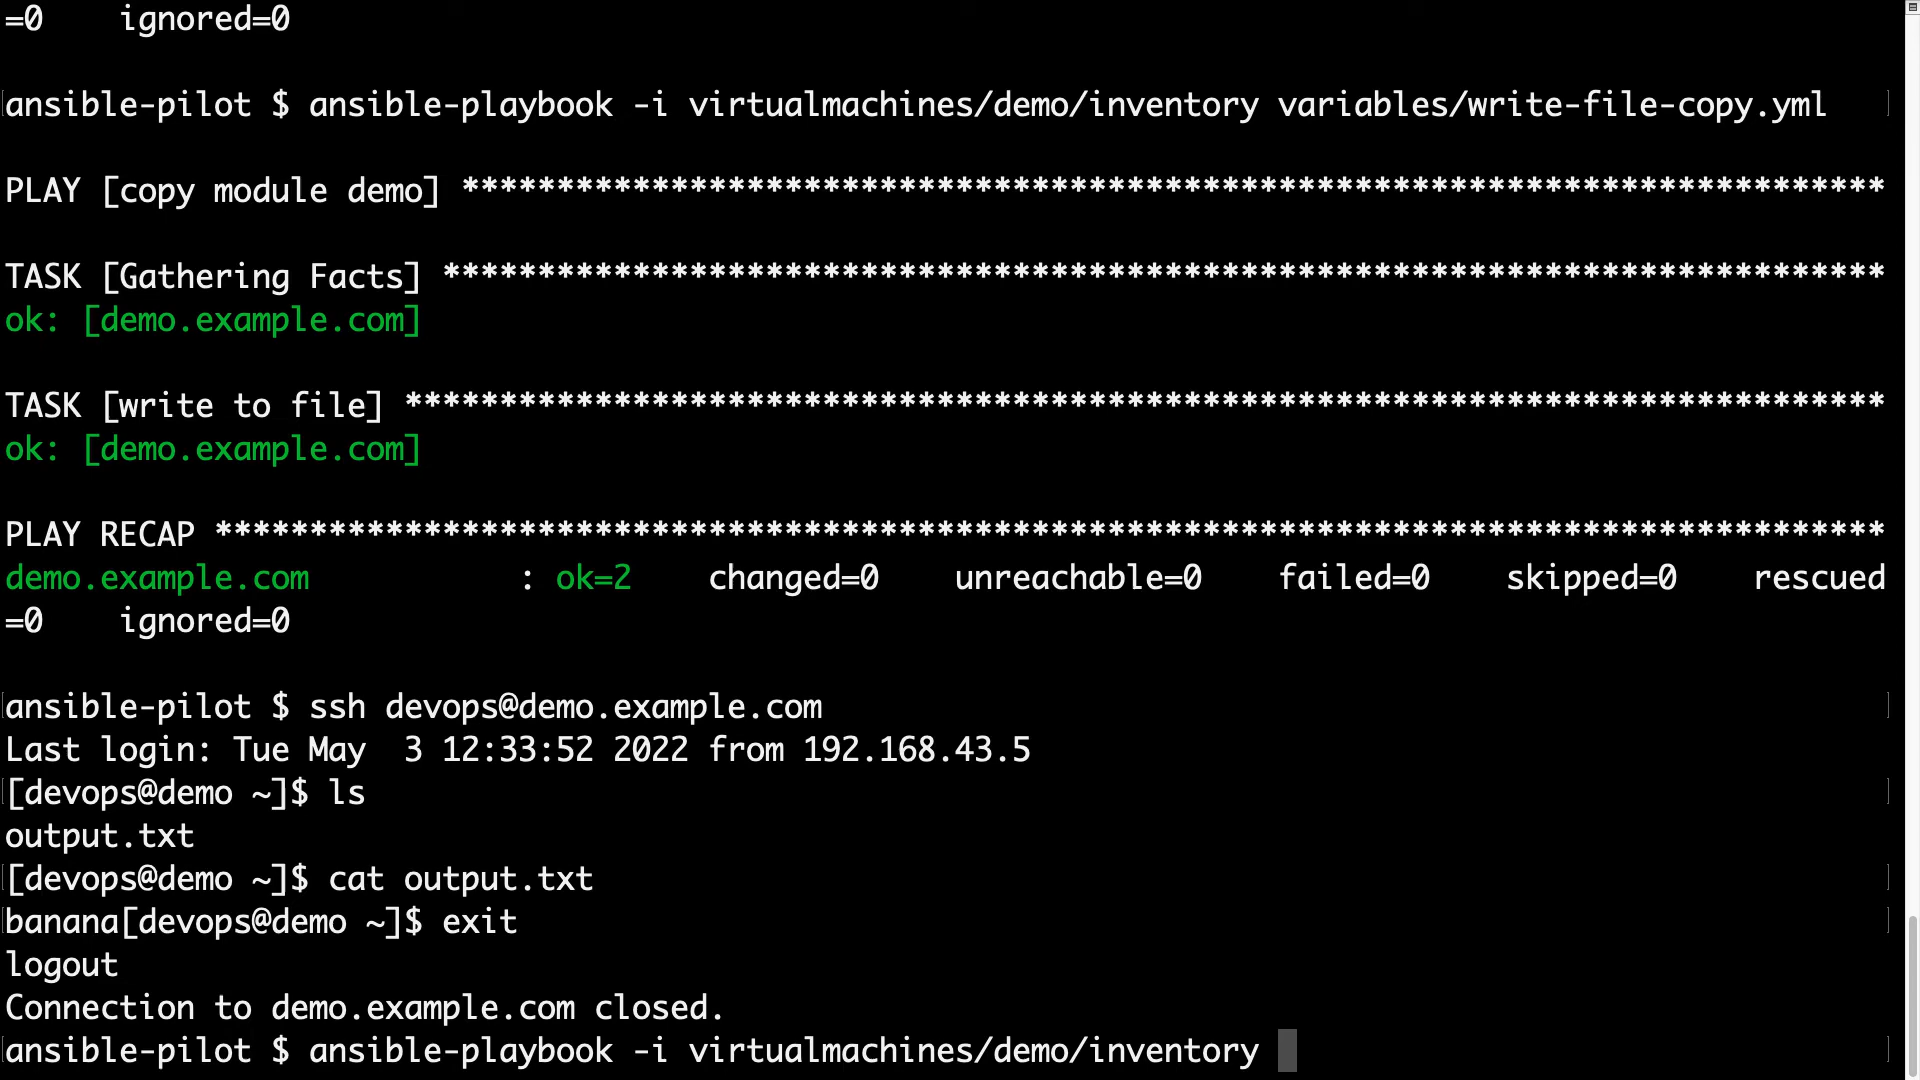 =0    ignored=0
ansible-pilot $ ansible-playbook -i virtualmachines/demo/inventory variables/write-file-copy.yml
PLAY [copy module demo] ***************************************************************************
TASK [Gathering Facts] ****************************************************************************
ok: [demo.example.com]
TASK [write to file] ******************************************************************************
ok: [demo.example.com]
PLAY RECAP ****************************************************************************************
demo.example.com           : ok=2    changed=0    unreachable=0    failed=0    skipped=0    rescued
=0    ignored=0
ansible-pilot $ ssh devops@demo.example.com
Last login: Tue May  3 12:33:52 2022 from 192.168.43.5
[devops@demo ~]$ ls
output.txt
[devops@demo ~]$ cat output.txt
banana[devops@demo ~]$ exit
logout
Connection to demo.example.com closed.
ansible-pilot $ ansible-playbook -i virtualmachines/demo/inventory